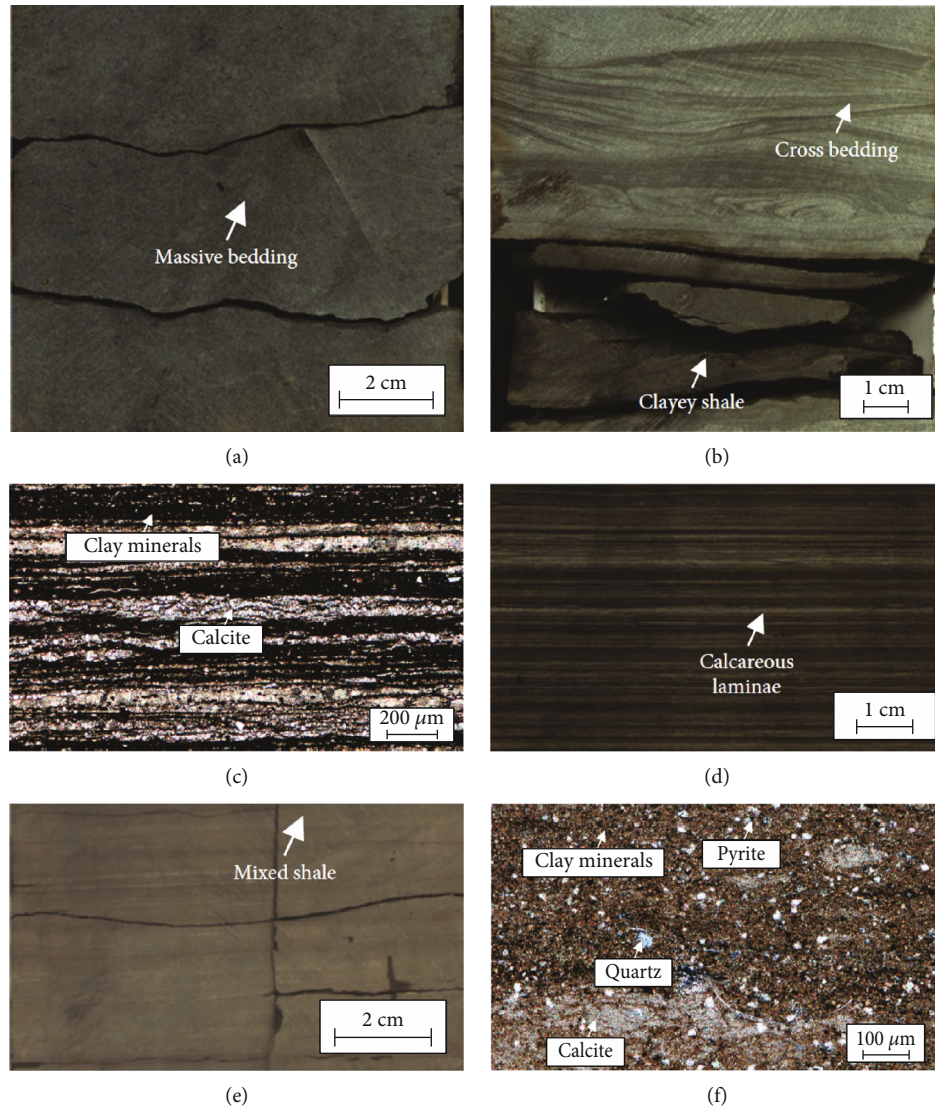 Massive bedding
2 cm
(a)
Cross bedding
Clayey shale
1 cm
(b)
Clay minerals
Calcite
200 μm
(c)
Calcareous
laminae
1 cm
(d)
Mixed shale
2 cm
(e)
Clay minerals
Pyrite
Quartz
Calcite
100 μm
(f)